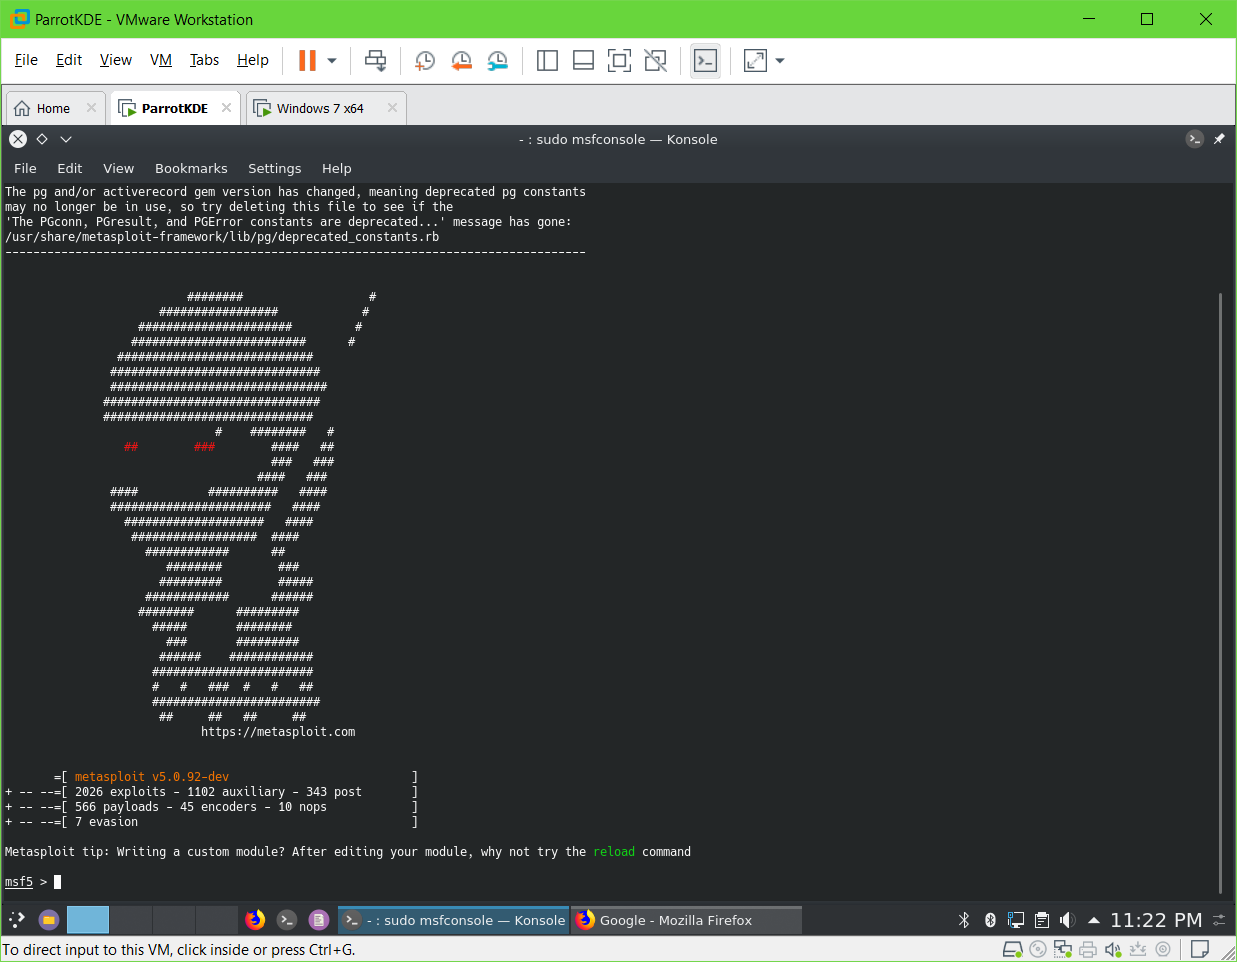 ParrotKDE - VMware Workstation
File Edit View VM Tabs Help
Home ParrotKDE Windows 7 x64
- : sudo msfconsole — Konsole
File Edit View Bookmarks Settings Help
The pg and/or activerecord gem version has changed, meaning deprecated pg constants
may no longer be in use, so try deleting this file to see if the
'The PGconn, PGresult, and PGError constants are deprecated...' message has gone:
/usr/share/metasploit-framework/lib/pg/deprecated_constants.rb
-----------------------------------------------------------------------------------
https://metasploit.com
=[ metasploit v5.0.92-dev ]
+ -- --=[ 2026 exploits - 1102 auxiliary - 343 post ]
+ -- --=[ 566 payloads - 45 encoders - 10 nops ]
+ -- --=[ 7 evasion ]
Metasploit tip: Writing a custom module? After editing your module, why not try the reload command
msf5 >
- : sudo msfconsole — Konsole Google - Mozilla Firefox 11:22 PM
To direct input to this VM, click inside or press Ctrl+G.